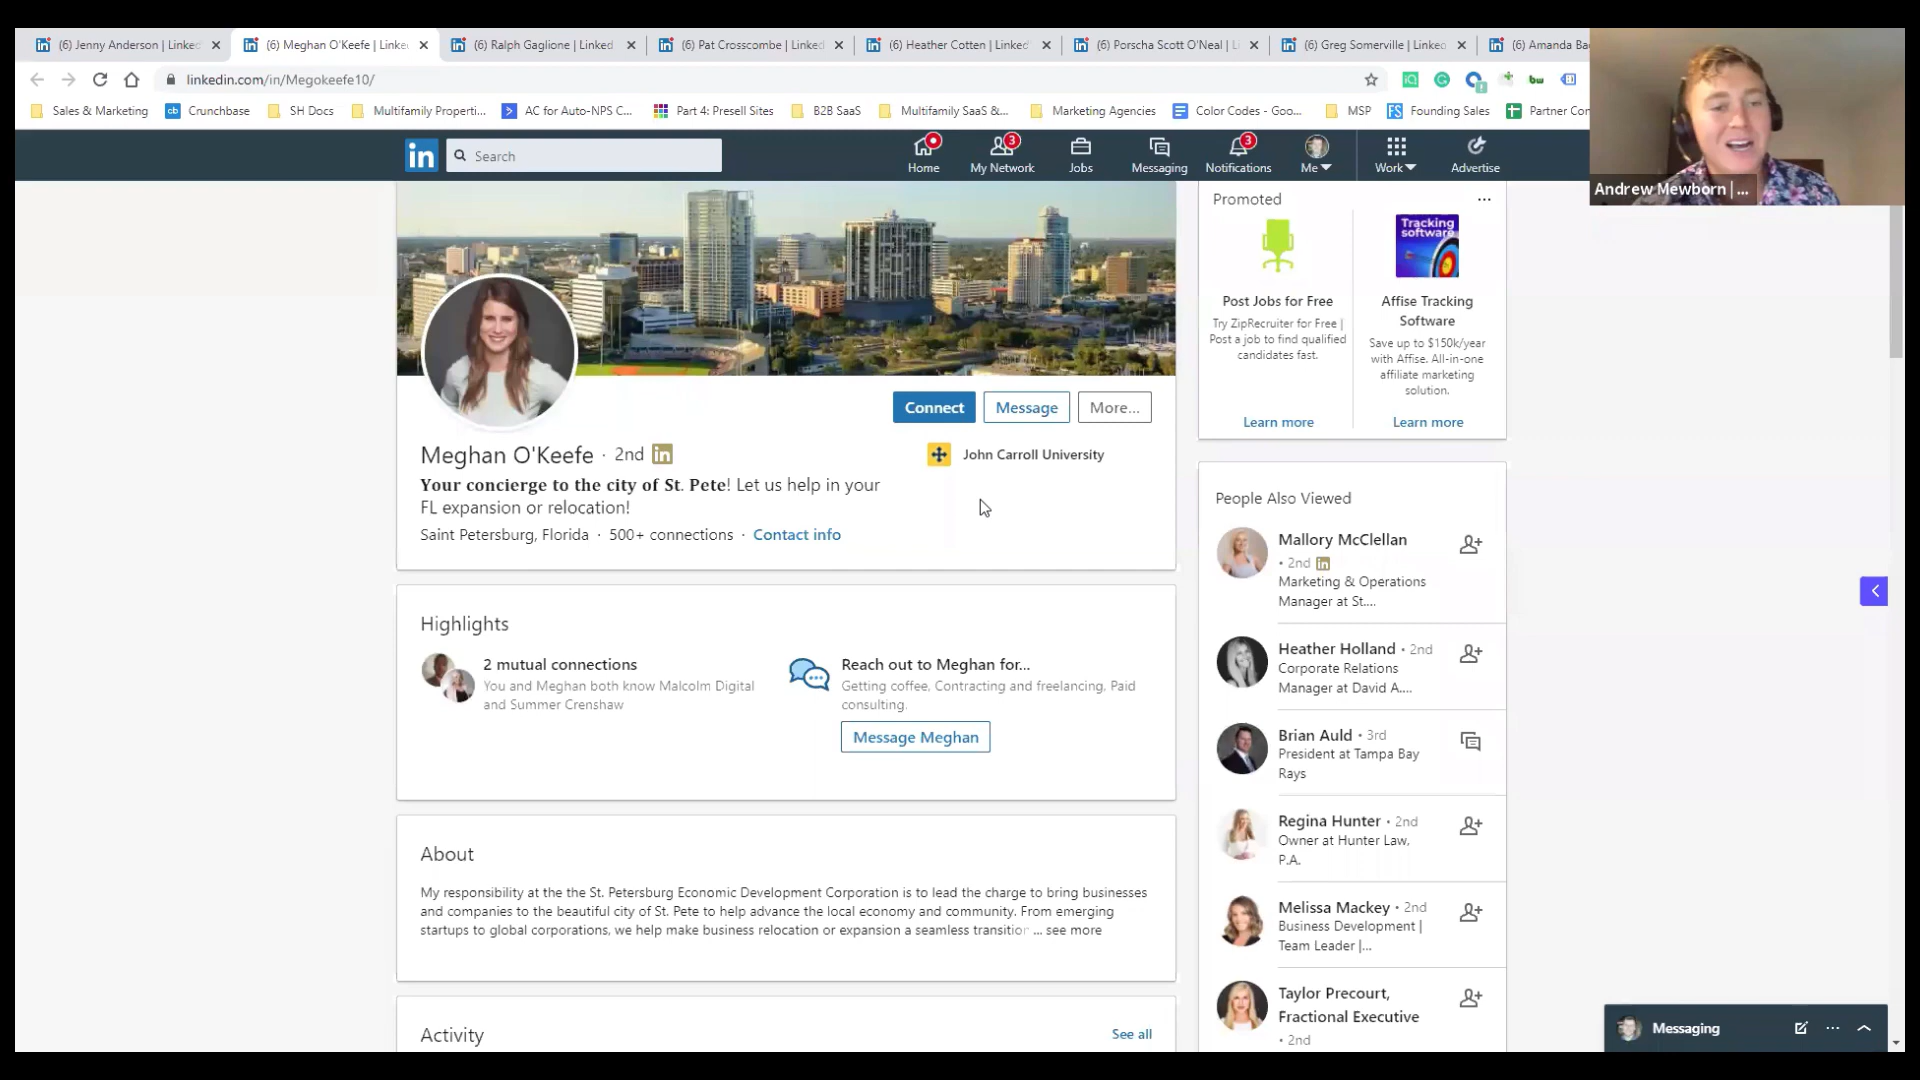 (6) Jenny Anderson | Linked
(6) Meghan O'Keefe | Linke
(6) Ralph Gaglione | Linked
(6) Pat Crosscombe | Linked
(6) Heather Cotten | Linked
(6) Porscha Scott O'Neal | L
(6) Greg Somerville | Linked
(6) Amanda Ba
linkedin.com/in/Megokeefe10/
Sales & Marketing
Crunchbase
SH Docs
Multifamily Properti...
AC for Auto-NPS C...
Part 4: Presell Sites
B2B SaaS
Multifamily SaaS &...
Marketing Agencies
Color Codes - Goo...
MSP
Founding Sales
Partner Con
in
Search
Home
3
My Network
Jobs
Messaging
3
Notifications
Me
Work
Advertise
Andrew Mewborn | ...
Connect
Message
More...
Meghan O'Keefe · 2nd in
John Carroll University
Your concierge to the city of St. Pete! Let us help in your
FL expansion or relocation!
Saint Petersburg, Florida · 500+ connections · Contact info
Highlights
2 mutual connections
You and Meghan both know Malcolm Digital
and Summer Crenshaw
Reach out to Meghan for...
Getting coffee, Contracting and freelancing, Paid
consulting.
Message Meghan
About
My responsibility at the the St. Petersburg Economic Development Corporation is to lead the charge to bring businesses
and companies to the beautiful city of St. Pete to help advance the local economy and community. From emerging
startups to global corporations, we help make business relocation or expansion a seamless transition ... see more
Activity
See all
Promoted
...
Post Jobs for Free
Try ZipRecruiter for Free |
Post a job to find qualified
candidates fast.
Learn more
Tracking
software
Affise Tracking
Software
Save up to $150k/year
with Affise. All-in-one
affiliate marketing
solution.
Learn more
People Also Viewed
Mallory McClellan
• 2nd in
Marketing & Operations
Manager at St....
Heather Holland • 2nd
Corporate Relations
Manager at David A....
Brian Auld • 3rd
President at Tampa Bay
Rays
Regina Hunter • 2nd
Owner at Hunter Law,
P.A.
Melissa Mackey • 2nd
Business Development |
Team Leader |...
Taylor Precourt,
Fractional Executive
• 2nd
Messaging